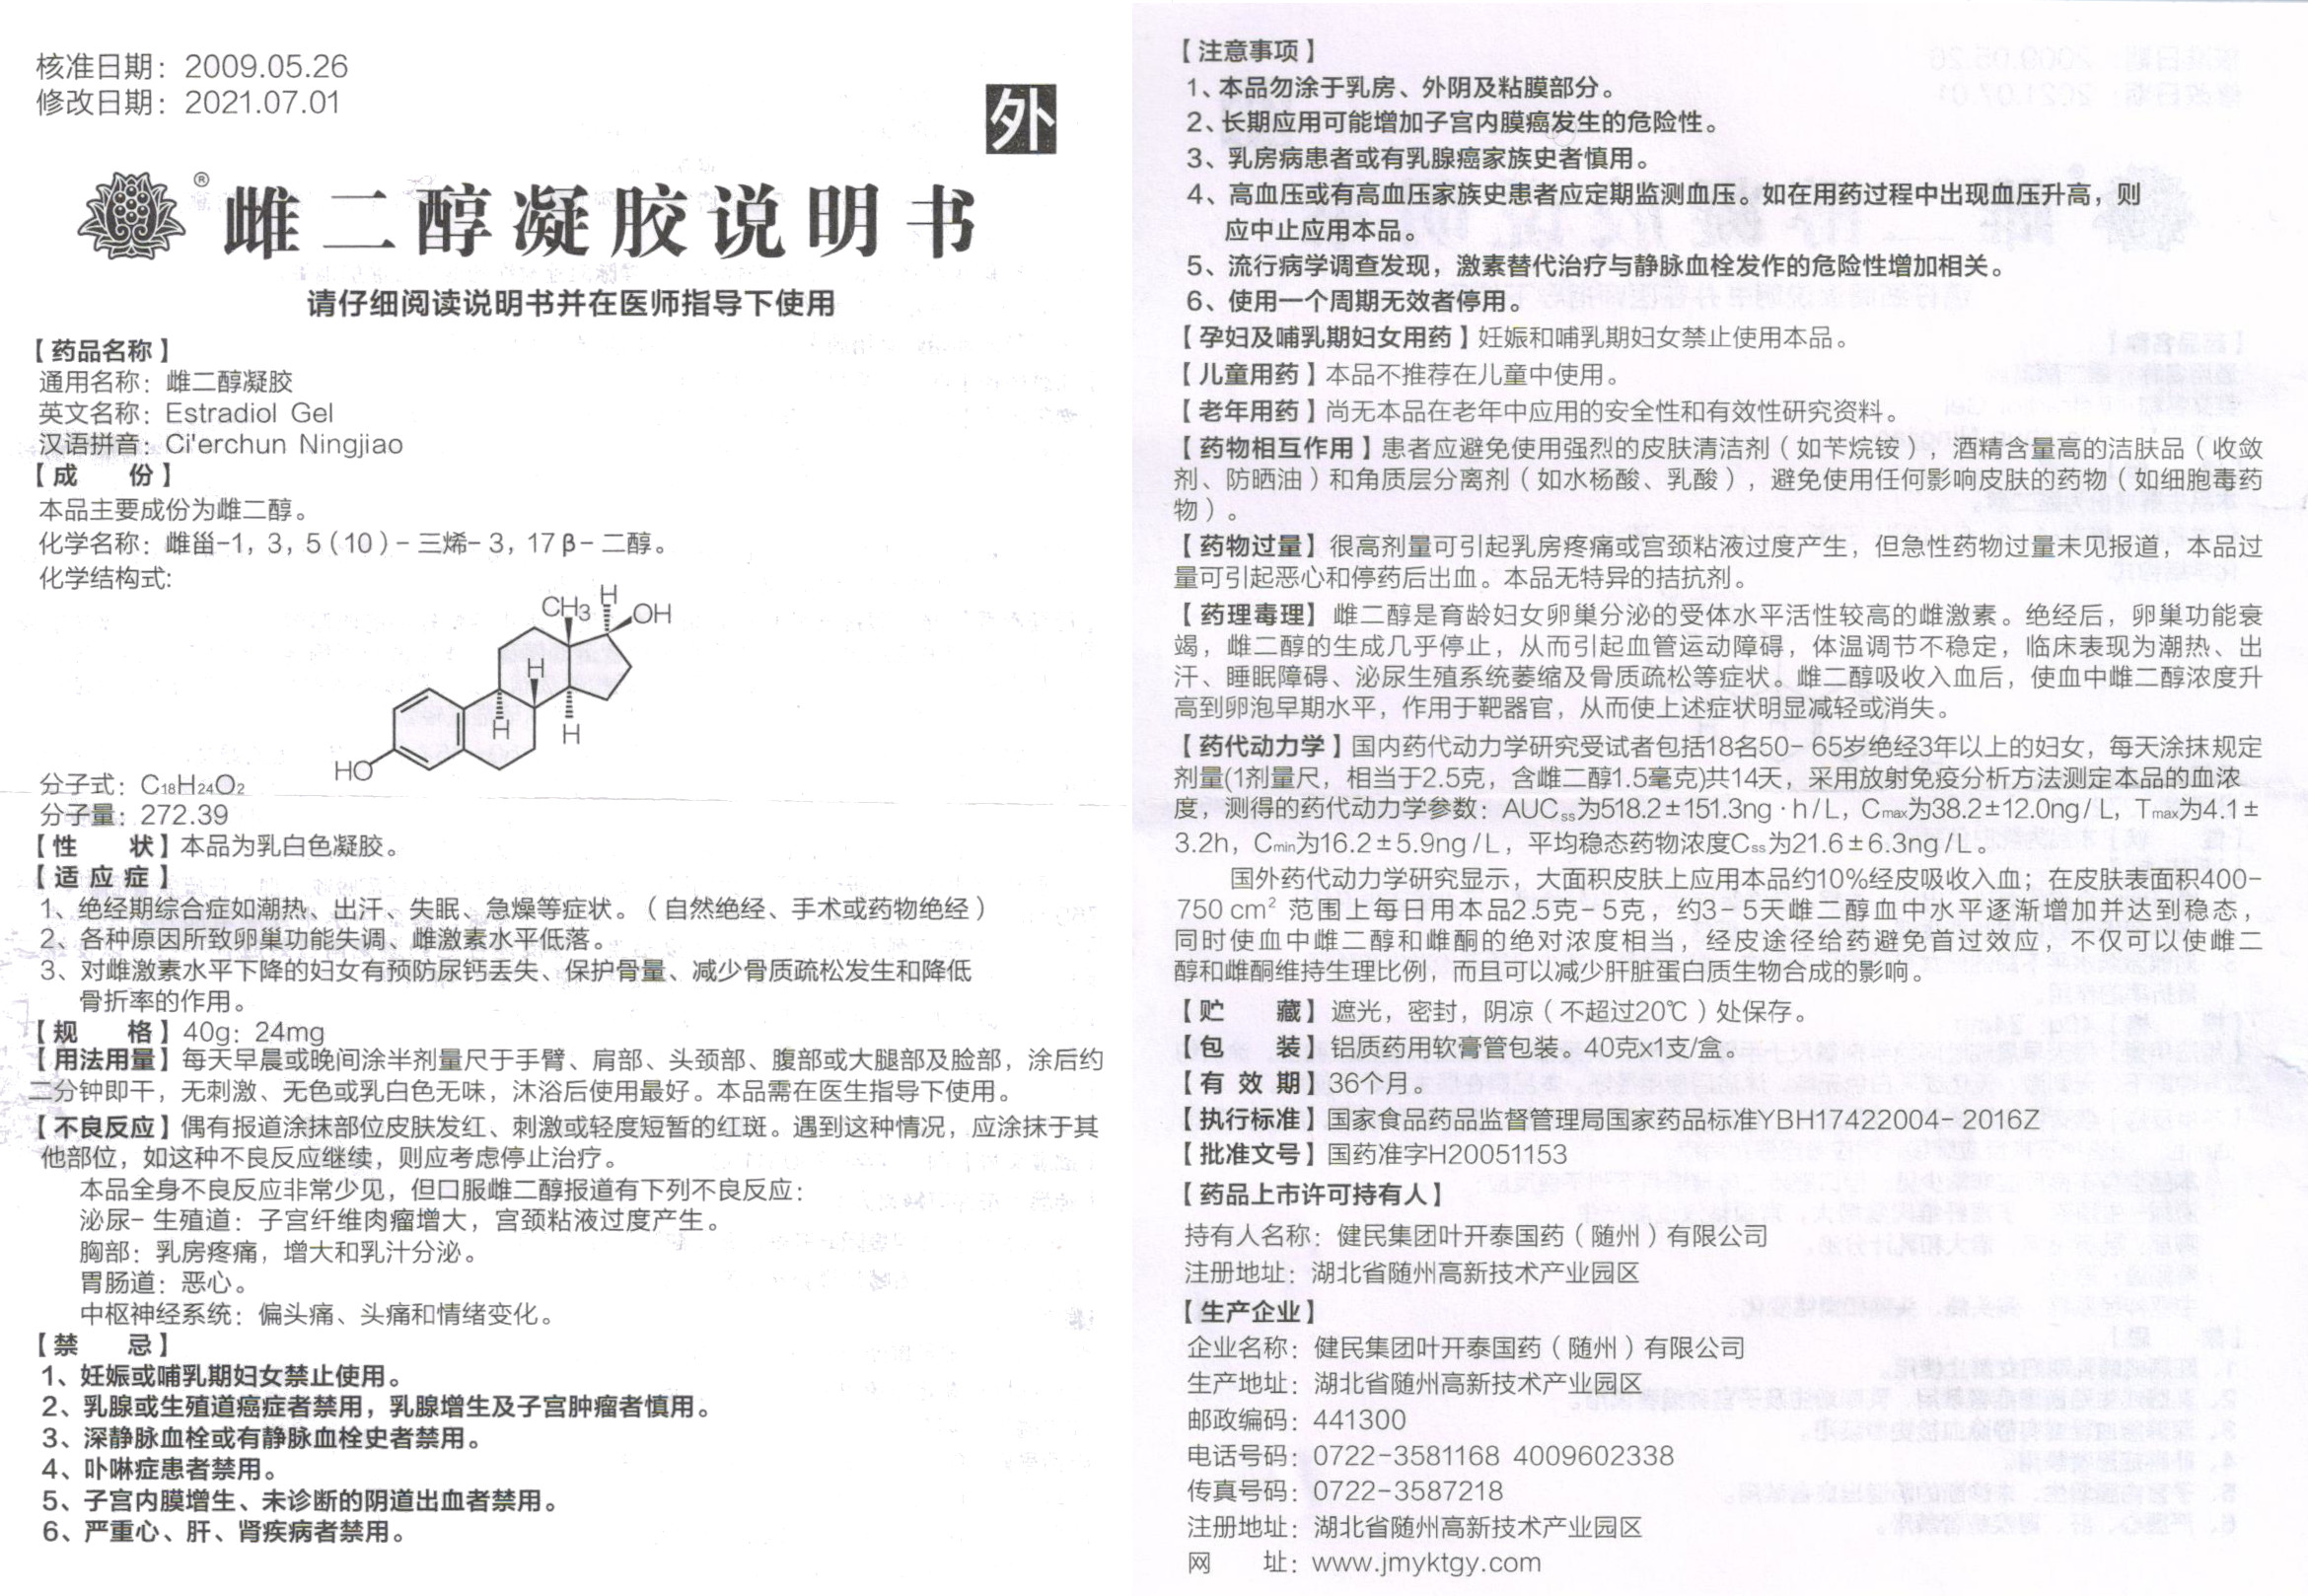 核准日期：2009.05.26
修改日期：2021.07.01
外
®
雌二醇凝胶说明书
请仔细阅读说明书并在医师指导下使用
【药品名称】
通用名称：雌二醇凝胶
英文名称：Estradiol Gel
汉语拼音：Ci'erchun Ningjiao
【成　　份】
本品主要成份为雌二醇。
化学名称：雌甾-1，3，5（10）-三烯-3，17β-二醇。
化学结构式：
CH3 H
OH
H
H
H
HO
分子式：C18H24O2
分子量：272.39
【性　　状】本品为乳白色凝胶。
【适 应 症】
1、绝经期综合症如潮热、出汗、失眠、急燥等症状。（自然绝经、手术或药物绝经）
2、各种原因所致卵巢功能失调、雌激素水平低落。
3、对雌激素水平下降的妇女有预防尿钙丢失、保护骨量、减少骨质疏松发生和降低
骨折率的作用。
【规　　格】40g：24mg
【用法用量】每天早晨或晚间涂半剂量尺于手臂、肩部、头颈部、腹部或大腿部及脸部，涂后约
二分钟即干，无刺激、无色或乳白色无味，沐浴后使用最好。本品需在医生指导下使用。
【不良反应】偶有报道涂抹部位皮肤发红、刺激或轻度短暂的红斑。遇到这种情况，应涂抹于其
他部位，如这种不良反应继续，则应考虑停止治疗。
本品全身不良反应非常少见，但口服雌二醇报道有下列不良反应：
泌尿-生殖道：子宫纤维肉瘤增大，宫颈粘液过度产生。
胸部：乳房疼痛，增大和乳汁分泌。
胃肠道：恶心。
中枢神经系统：偏头痛、头痛和情绪变化。
【禁　　忌】
1、妊娠或哺乳期妇女禁止使用。
2、乳腺或生殖道癌症者禁用，乳腺增生及子宫肿瘤者慎用。
3、深静脉血栓或有静脉血栓史者禁用。
4、卟啉症患者禁用。
5、子宫内膜增生、未诊断的阴道出血者禁用。
6、严重心、肝、肾疾病者禁用。
【注意事项】
1、本品勿涂于乳房、外阴及粘膜部分。
2、长期应用可能增加子宫内膜癌发生的危险性。
3、乳房病患者或有乳腺癌家族史者慎用。
4、高血压或有高血压家族史患者应定期监测血压。如在用药过程中出现血压升高，则
应中止应用本品。
5、流行病学调查发现，激素替代治疗与静脉血栓发作的危险性增加相关。
6、使用一个周期无效者停用。
【孕妇及哺乳期妇女用药】妊娠和哺乳期妇女禁止使用本品。
【儿童用药】本品不推荐在儿童中使用。
【老年用药】尚无本品在老年中应用的安全性和有效性研究资料。
【药物相互作用】患者应避免使用强烈的皮肤清洁剂（如苄烷铵），酒精含量高的洁肤品（收敛
剂、防晒油）和角质层分离剂（如水杨酸、乳酸），避免使用任何影响皮肤的药物（如细胞毒药
物）。
【药物过量】很高剂量可引起乳房疼痛或宫颈粘液过度产生，但急性药物过量未见报道，本品过
量可引起恶心和停药后出血。本品无特异的拮抗剂。
【药理毒理】雌二醇是育龄妇女卵巢分泌的受体水平活性较高的雌激素。绝经后，卵巢功能衰
竭，雌二醇的生成几乎停止，从而引起血管运动障碍，体温调节不稳定，临床表现为潮热、出
汗、睡眠障碍、泌尿生殖系统萎缩及骨质疏松等症状。雌二醇吸收入血后，使血中雌二醇浓度升
高到卵泡早期水平，作用于靶器官，从而使上述症状明显减轻或消失。
【药代动力学】国内药代动力学研究受试者包括18名50-65岁绝经3年以上的妇女，每天涂抹规定
剂量(1剂量尺，相当于2.5克，含雌二醇1.5毫克)共14天，采用放射免疫分析方法测定本品的血浓
度，测得的药代动力学参数：AUCss为518.2±151.3ng·h/L，Cmax为38.2±12.0ng/L，Tmax为4.1±
3.2h，Cmin为16.2±5.9ng/L，平均稳态药物浓度Css为21.6±6.3ng/L。
国外药代动力学研究显示，大面积皮肤上应用本品约10%经皮吸收入血；在皮肤表面积400-
750 cm² 范围上每日用本品2.5克-5克，约3-5天雌二醇血中水平逐渐增加并达到稳态，
同时使血中雌二醇和雌酮的绝对浓度相当，经皮途径给药避免首过效应，不仅可以使雌二
醇和雌酮维持生理比例，而且可以减少肝脏蛋白质生物合成的影响。
【贮　　藏】遮光，密封，阴凉（不超过20℃）处保存。
【包　　装】铝质药用软膏管包装。40克x1支/盒。
【有 效 期】36个月。
【执行标准】国家食品药品监督管理局国家药品标准YBH17422004-2016Z
【批准文号】国药准字H20051153
【药品上市许可持有人】
持有人名称：健民集团叶开泰国药（随州）有限公司
注册地址：湖北省随州高新技术产业园区
【生产企业】
企业名称：健民集团叶开泰国药（随州）有限公司
生产地址：湖北省随州高新技术产业园区
邮政编码：441300
电话号码：0722-3581168 4009602338
传真号码：0722-3587218
注册地址：湖北省随州高新技术产业园区
网　　址：www.jmyktgy.com